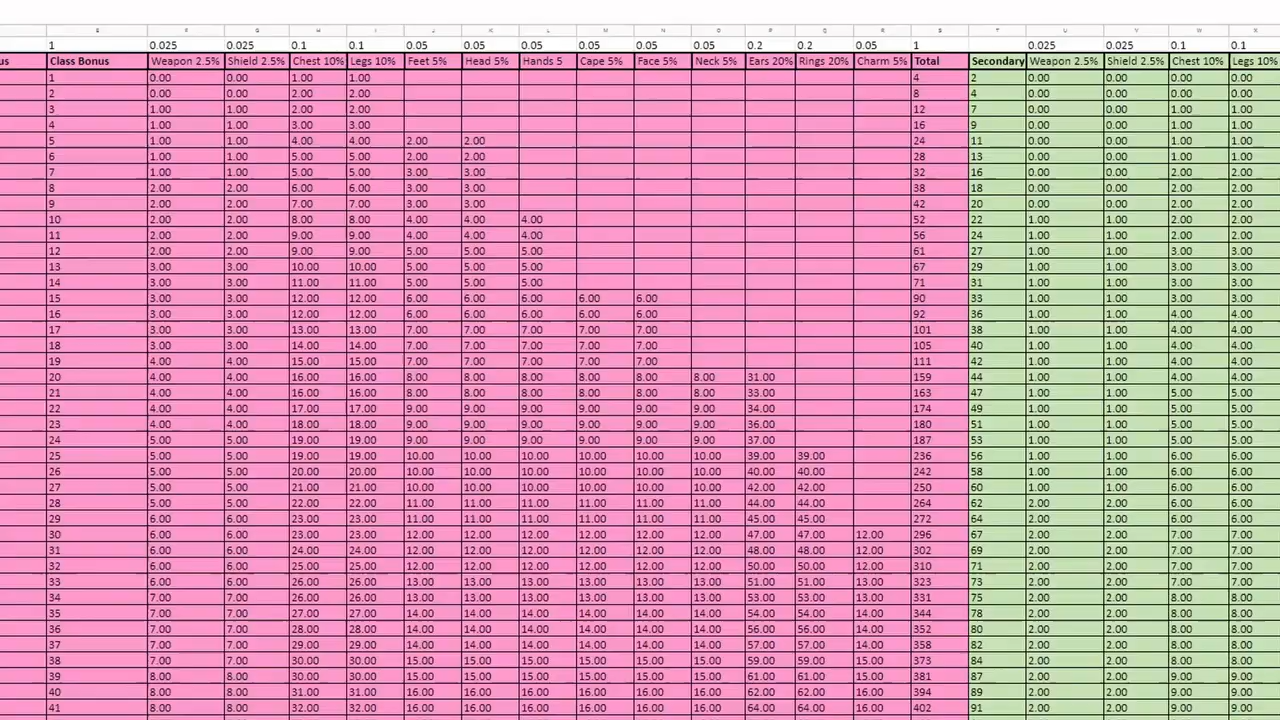 1 0.025 0.025 0.1 0.1 0.05 0.05 0.05 0.05 0.05 0.05 0.2 0.2 0.05 1 0.025 0.025 0.1 0.1
us Class Bonus Weapon 2.5% Shield 2.5% Chest 10% Legs 10% Feet 5% Head 5% Hands 5 Cape 5% Face 5% Neck 5% Ears 20% Rings 20% Charm 5% Total Secondary Weapon 2.5% Shield 2.5% Chest 10% Legs 10%
1 0.00 0.00 1.00 1.00 4 2 0.00 0.00 0.00 0.00
2 0.00 0.00 2.00 2.00 8 4 0.00 0.00 0.00 0.00
3 1.00 1.00 2.00 2.00 12 7 0.00 0.00 1.00 1.00
4 1.00 1.00 3.00 3.00 16 9 0.00 0.00 1.00 1.00
5 1.00 1.00 4.00 4.00 2.00 2.00 24 11 0.00 0.00 1.00 1.00
6 1.00 1.00 5.00 5.00 2.00 2.00 28 13 0.00 0.00 1.00 1.00
7 1.00 1.00 5.00 5.00 3.00 3.00 32 16 0.00 0.00 2.00 2.00
8 2.00 2.00 6.00 6.00 3.00 3.00 38 18 0.00 0.00 2.00 2.00
9 2.00 2.00 7.00 7.00 3.00 3.00 42 20 0.00 0.00 2.00 2.00
10 2.00 2.00 8.00 8.00 4.00 4.00 4.00 52 22 1.00 1.00 2.00 2.00
11 2.00 2.00 9.00 9.00 4.00 4.00 4.00 56 24 1.00 1.00 2.00 2.00
12 2.00 2.00 9.00 9.00 5.00 5.00 5.00 61 27 1.00 1.00 3.00 3.00
13 3.00 3.00 10.00 10.00 5.00 5.00 5.00 67 29 1.00 1.00 3.00 3.00
14 3.00 3.00 11.00 11.00 5.00 5.00 5.00 71 31 1.00 1.00 3.00 3.00
15 3.00 3.00 12.00 12.00 6.00 6.00 6.00 6.00 6.00 90 33 1.00 1.00 3.00 3.00
16 3.00 3.00 12.00 12.00 6.00 6.00 6.00 6.00 6.00 92 36 1.00 1.00 4.00 4.00
17 3.00 3.00 13.00 13.00 7.00 7.00 7.00 7.00 7.00 101 38 1.00 1.00 4.00 4.00
18 3.00 3.00 14.00 14.00 7.00 7.00 7.00 7.00 7.00 105 40 1.00 1.00 4.00 4.00
19 4.00 4.00 15.00 15.00 7.00 7.00 7.00 7.00 7.00 111 42 1.00 1.00 4.00 4.00
20 4.00 4.00 16.00 16.00 8.00 8.00 8.00 8.00 8.00 8.00 31.00 159 44 1.00 1.00 4.00 4.00
21 4.00 4.00 16.00 16.00 8.00 8.00 8.00 8.00 8.00 8.00 33.00 163 47 1.00 1.00 5.00 5.00
22 4.00 4.00 17.00 17.00 9.00 9.00 9.00 9.00 9.00 9.00 34.00 174 49 1.00 1.00 5.00 5.00
23 4.00 4.00 18.00 18.00 9.00 9.00 9.00 9.00 9.00 9.00 36.00 180 51 1.00 1.00 5.00 5.00
24 5.00 5.00 19.00 19.00 9.00 9.00 9.00 9.00 9.00 9.00 37.00 187 53 1.00 1.00 5.00 5.00
25 5.00 5.00 19.00 19.00 10.00 10.00 10.00 10.00 10.00 10.00 39.00 39.00 236 56 1.00 1.00 6.00 6.00
26 5.00 5.00 20.00 20.00 10.00 10.00 10.00 10.00 10.00 10.00 40.00 40.00 242 58 1.00 1.00 6.00 6.00
27 5.00 5.00 21.00 21.00 10.00 10.00 10.00 10.00 10.00 10.00 42.00 42.00 250 60 1.00 1.00 6.00 6.00
28 5.00 5.00 22.00 22.00 11.00 11.00 11.00 11.00 11.00 11.00 44.00 44.00 264 62 2.00 2.00 6.00 6.00
29 6.00 6.00 23.00 23.00 11.00 11.00 11.00 11.00 11.00 11.00 45.00 45.00 272 64 2.00 2.00 6.00 6.00
30 6.00 6.00 23.00 23.00 12.00 12.00 12.00 12.00 12.00 12.00 47.00 47.00 12.00 296 67 2.00 2.00 7.00 7.00
31 6.00 6.00 24.00 24.00 12.00 12.00 12.00 12.00 12.00 12.00 48.00 48.00 12.00 302 69 2.00 2.00 7.00 7.00
32 6.00 6.00 25.00 25.00 12.00 12.00 12.00 12.00 12.00 12.00 50.00 50.00 12.00 310 71 2.00 2.00 7.00 7.00
33 6.00 6.00 26.00 26.00 13.00 13.00 13.00 13.00 13.00 13.00 51.00 51.00 13.00 323 73 2.00 2.00 7.00 7.00
34 7.00 7.00 26.00 26.00 13.00 13.00 13.00 13.00 13.00 13.00 53.00 53.00 13.00 331 75 2.00 2.00 8.00 8.00
35 7.00 7.00 27.00 27.00 14.00 14.00 14.00 14.00 14.00 14.00 54.00 54.00 14.00 344 78 2.00 2.00 8.00 8.00
36 7.00 7.00 28.00 28.00 14.00 14.00 14.00 14.00 14.00 14.00 56.00 56.00 14.00 352 80 2.00 2.00 8.00 8.00
37 7.00 7.00 29.00 29.00 14.00 14.00 14.00 14.00 14.00 14.00 57.00 57.00 14.00 358 82 2.00 2.00 8.00 8.00
38 7.00 7.00 30.00 30.00 15.00 15.00 15.00 15.00 15.00 15.00 59.00 59.00 15.00 373 84 2.00 2.00 8.00 8.00
39 8.00 8.00 30.00 30.00 15.00 15.00 15.00 15.00 15.00 15.00 61.00 61.00 15.00 381 87 2.00 2.00 9.00 9.00
40 8.00 8.00 31.00 31.00 16.00 16.00 16.00 16.00 16.00 16.00 62.00 62.00 16.00 394 89 2.00 2.00 9.00 9.00
41 8.00 8.00 32.00 32.00 16.00 16.00 16.00 16.00 16.00 16.00 64.00 64.00 16.00 402 91 2.00 2.00 9.00 9.00